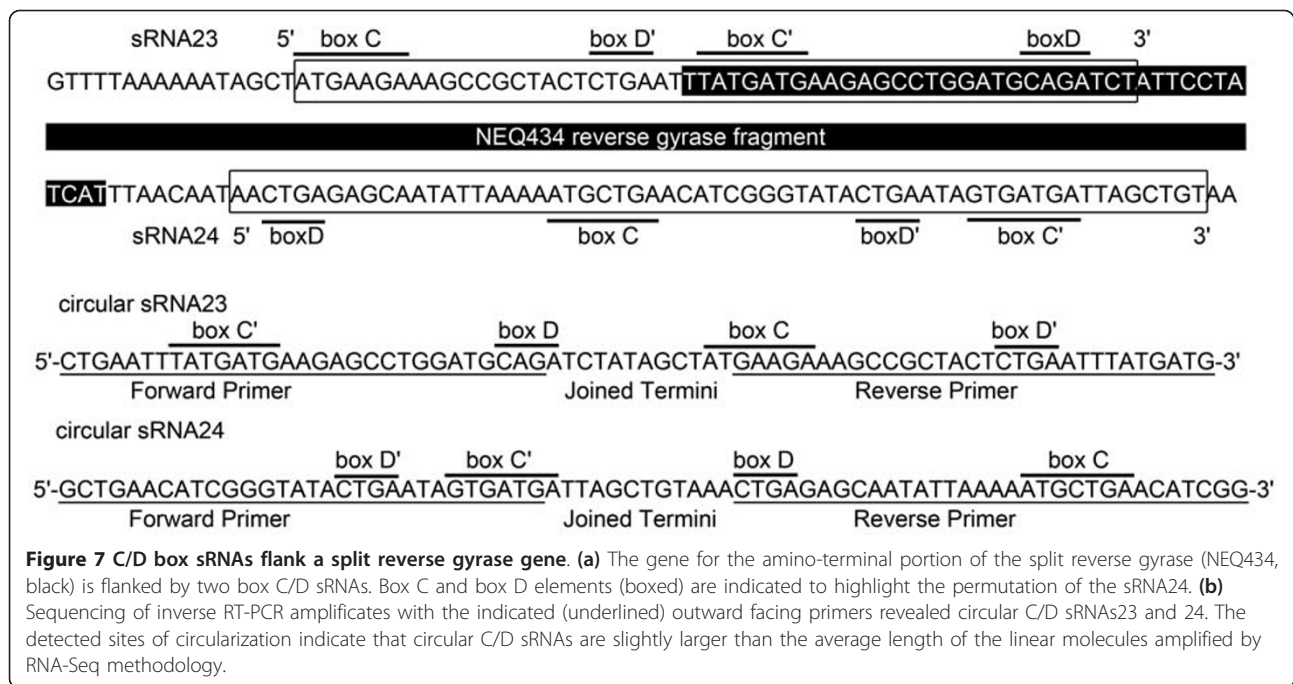 sRNA23 5' box C box D' box C' boxD 3'
GTTTTAAAAAATAGCTATGAAGAAAGCCGCTACTCTGAATTTATGATGAAGAGCCTGGATGCAGATCTATTCCTA
NEQ434 reverse gyrase fragment
TCATTTAACAATAACTGAGAGCAATATTAAAAATGCTGAACATCGGGTATACTGAATAGTGATGATTAGCTGTAA
sRNA24 5' boxD box C boxD' box C' 3'
circular sRNA23
box C' box D box C box D'
5'-CTGAATTTATGATGAAGAGCCTGGATGCAGATCTATAGCTATGAAGAAAGCCGCTACTCTGAATTTATGATG-3'
Forward Primer Joined Termini Reverse Primer
circular sRNA24
box D' box C' box D box C
5'-GCTGAACATCGGGTATACTGAATAGTGATGATTAGCTGTAAACTGAGAGCAATATTAAAAATGCTGAACATCGG-3'
Forward Primer Joined Termini Reverse Primer
Figure 7 C/D box sRNAs flank a split reverse gyrase gene. (a) The gene for the amino-terminal portion of the split reverse gyrase (NEQ434,
black) is flanked by two box C/D sRNAs. Box C and box D elements (boxed) are indicated to highlight the permutation of the sRNA24. (b)
Sequencing of inverse RT-PCR amplificates with the indicated (underlined) outward facing primers revealed circular C/D sRNAs23 and 24. The
detected sites of circularization indicate that circular C/D sRNAs are slightly larger than the average length of the linear molecules amplified by
RNA-Seq methodology.